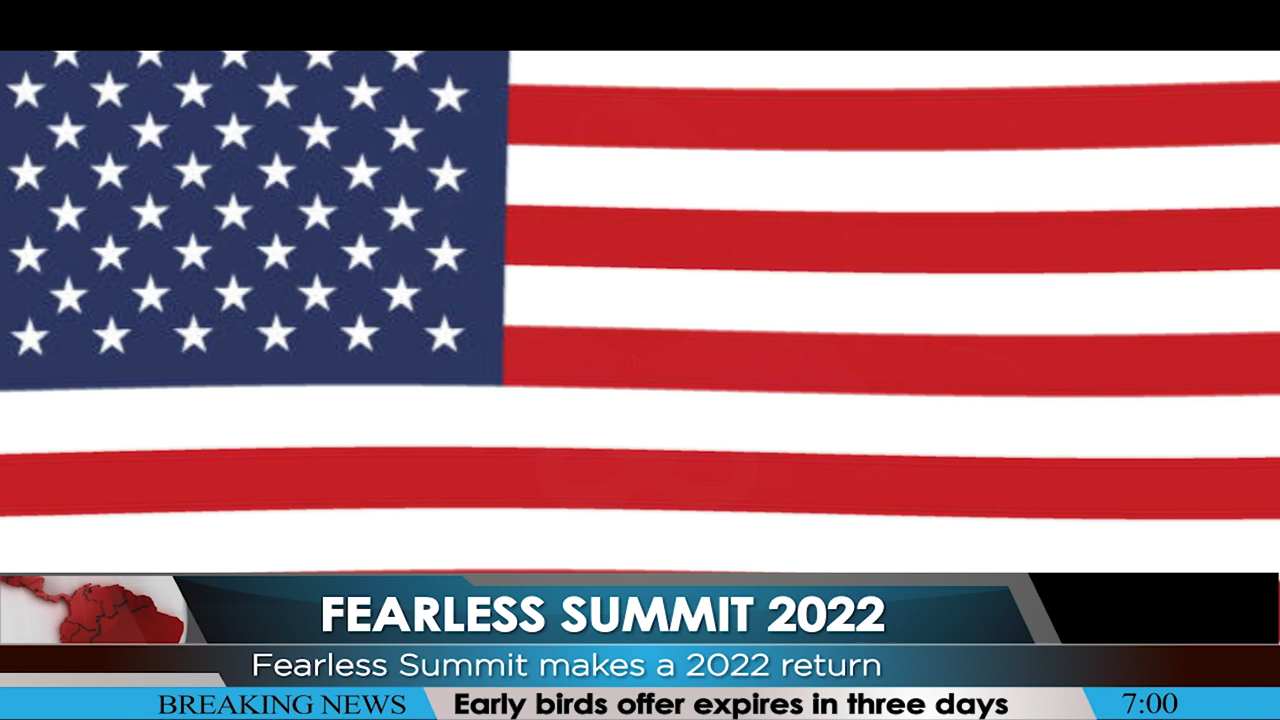 FEARLESS SUMMIT 2022
Fearless Summit makes a 2022 return
BREAKING NEWS
Early birds offer expires in three days
7:00